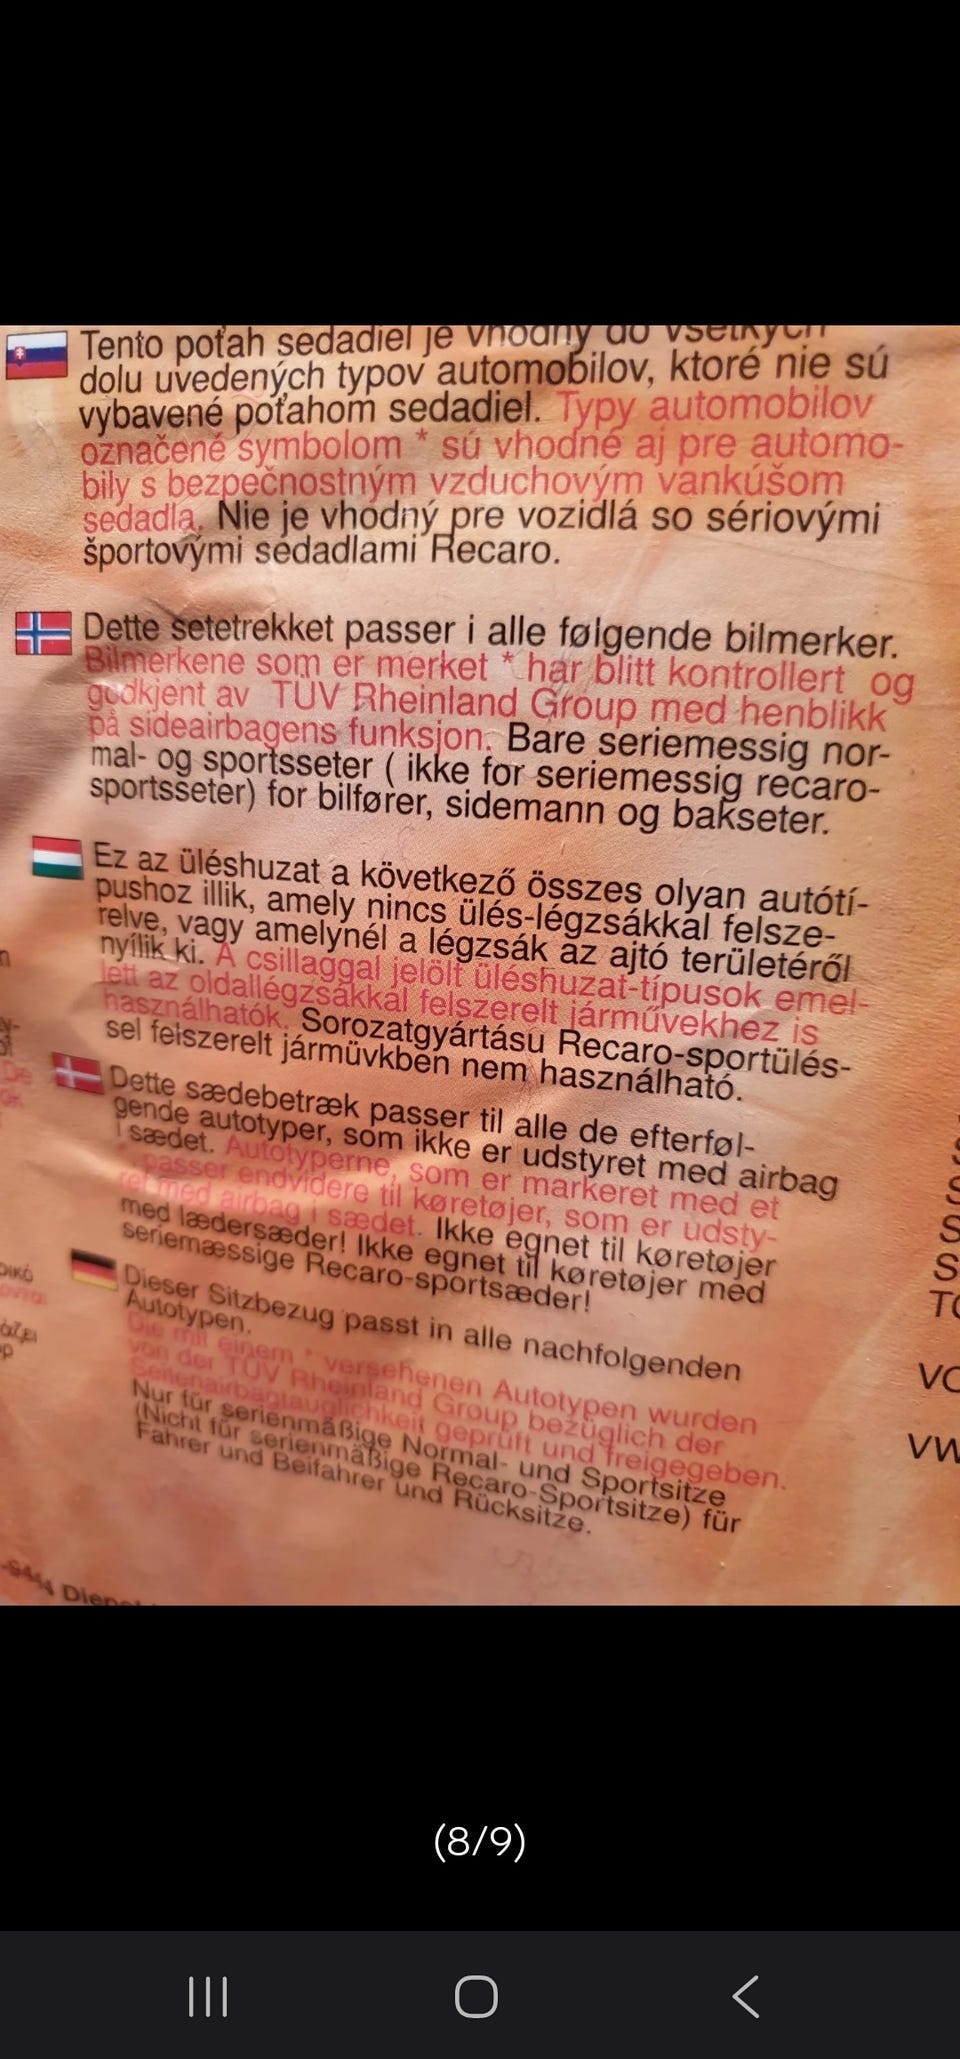 Tento poťah sedadiel je vhodný do všetkých
dolu uvedených typov automobilov, ktoré nie sú
vybavené poťahom sedadiel. Typy automobilov
označené symbolom * sú vhodné aj pre automo-
bily s bezpečnostným vzduchovým vankúšom
sedadla. Nie je vhodný pre vozidlá so sériovými
športovými sedadlami Recaro.
Dette setetrekket passer i alle følgende bilmerker.
Bilmerkene som er merket * har blitt kontrollert og
godkjent av TÜV Rheinland Group med henblikk
på sideairbagens funksjon. Bare seriemessig nor-
mal- og sportsseter ( ikke for seriemessig recaro-
sportsseter) for bilfører, sidemann og bakseter.
Ez az üléshuzat a következő összes olyan autótí-
pushoz illik, amely nincs ülés-légzsákkal felsze-
relve, vagy amelynél a légzsák az ajtó területéről
nyílik ki. A csillaggal jelölt üléshuzat-típusok emel-
lett az oldallégzsákkal felszerelt járművekhez is
használhatók. Sorozatgyártásu Recaro-sportülés-
sel felszerelt jármüvkben nem használható.
Dette sædebetræk passer til alle de efterføl-
gende autotyper, som ikke er udstyret med airbag
i sædet. Autotyperne, som er markeret med et
* passer endvidere til køretøjer, som er udsty-
ret med airbag i sædet. Ikke egnet til køretøjer
med lædersæder! Ikke egnet til køretøjer med
seriemæssige Recaro-sportsæder!
Dieser Sitzbezug passt in alle nachfolgenden
Autotypen.
Die mit einem * versehenen Autotypen wurden
von der TÜV Rheinland Group bezüglich der
Seitenairbagtauglichkeit geprüft und freigegeben.
Nur für serienmäßige Normal- und Sportsitze
(Nicht für serienmäßige Recaro-Sportsitze) für
Fahrer und Beifahrer und Rücksitze.
VW
(8/9)